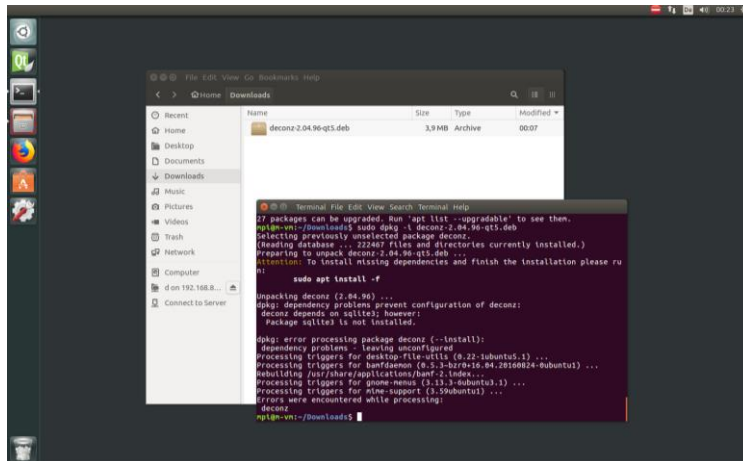 De 00:23
File Edit View Go Bookmarks Help
Home Downloads
Name Size Type Modified
Recent
Home
Desktop
Documents
Downloads
Music
Pictures
Videos
Trash
Network
Computer
d on 192.168.8...
Connect to Server
deconz-2.04.96-qt5.deb 3,9 MB Archive 00:07
Terminal File Edit View Search Terminal Help
27 packages can be upgraded. Run 'apt list --upgradable' to see them.
mpi@m-vm:~/Downloads$ sudo dpkg -i deconz-2.04.96-qt5.deb
Selecting previously unselected package deconz.
(Reading database ... 222467 files and directories currently installed.)
Preparing to unpack deconz-2.04.96-qt5.deb ...
Attention: To install missing dependencies and finish the installation please ru
n:
sudo apt install -f
Unpacking deconz (2.04.96) ...
dpkg: dependency problems prevent configuration of deconz:
deconz depends on sqlite3; however:
Package sqlite3 is not installed.
dpkg: error processing package deconz (--install):
dependency problems - leaving unconfigured
Processing triggers for desktop-file-utils (0.22-1ubuntu5.1) ...
Processing triggers for bamfdaemon (0.5.3~bzr0+16.04.20160824-0ubuntu1) ...
Rebuilding /usr/share/applications/bamf-2.index...
Processing triggers for gnome-menus (3.13.3-6ubuntu3.1) ...
Processing triggers for mime-support (3.59ubuntu1) ...
Errors were encountered while processing:
deconz
mpi@m-vm:~/Downloads$